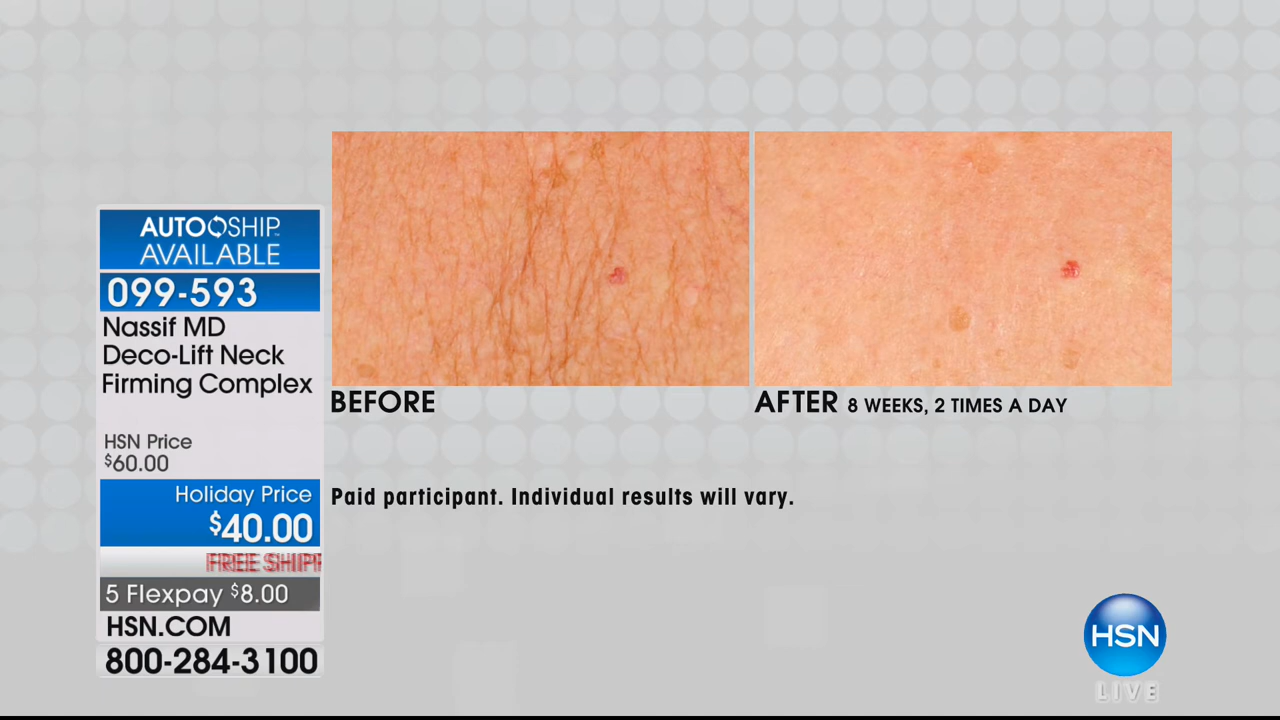 AUTOSHIP
AVAILABLE
099-593
Nassif MD
Deco-Lift Neck
Firming Complex
HSN Price
$60.00
Holiday Price
$40.00
FREE
5 Flexpay $8.00
HSN.COM
800-284-3100
BEFORE
AFTER 8 WEEKS, 2 TIMES A DAY
Paid participant. Individual results will vary.
HSN
LIVE